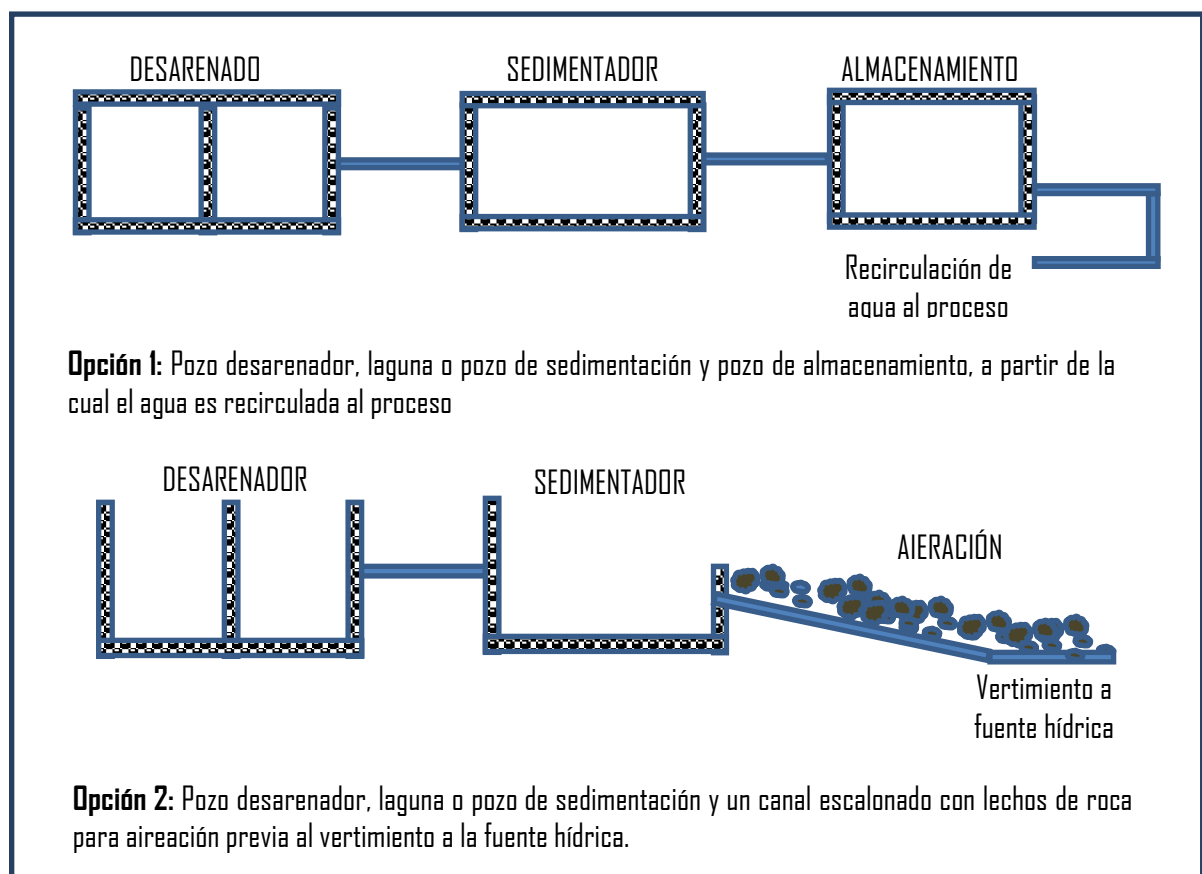 DESARENADO
SEDIMENTADOR
ALMACENAMIENTO
Recirculación de
agua al proceso
Opción 1: Pozo desarenador, laguna o pozo de sedimentación y pozo de almacenamiento, a partir de la
cual el agua es recirculada al proceso
DESARENADOR
SEDIMENTADOR
AIERACIÓN
Vertimiento a
fuente hídrica
Opción 2: Pozo desarenador, laguna o pozo de sedimentación y un canal escalonado con lechos de roca
para aireación previa al vertimiento a la fuente hídrica.